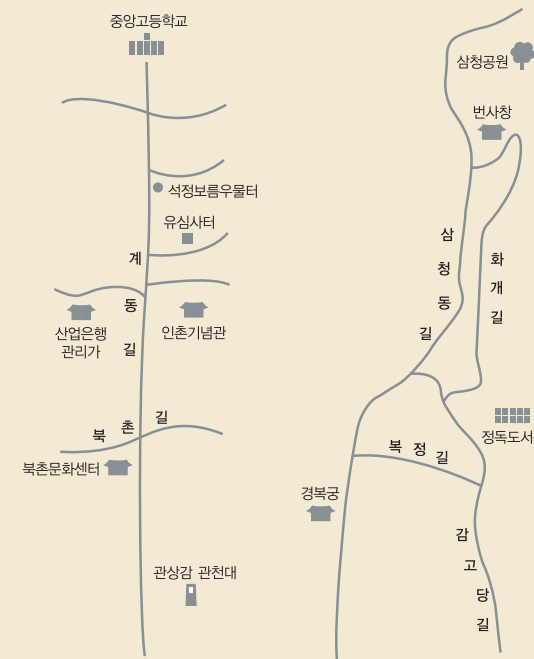 중앙고등학교
삼청공원
번사창
석정보름우물터
유심사터
계동길
삼청동길
화개길
산업은행
관리가
인촌기념관
북촌길
북촌문화센터
정독도서
복정길
경복궁
감고당길
관상감 관천대